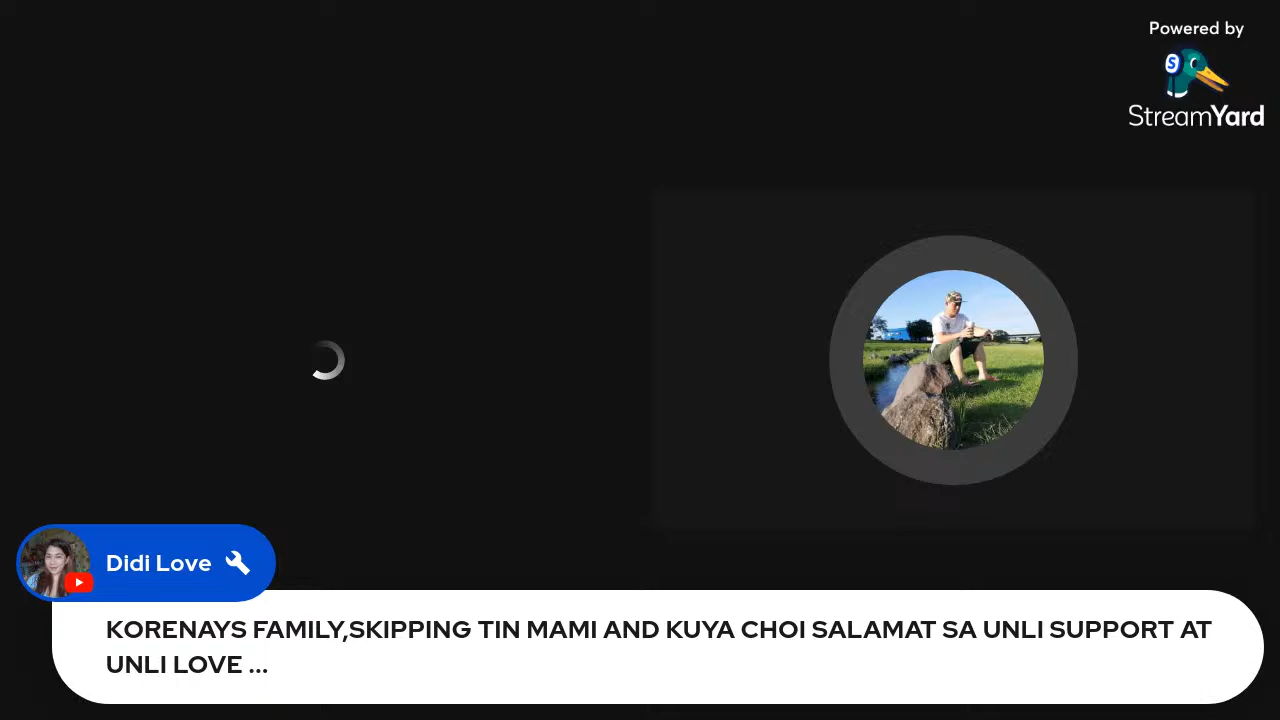 Powered by
S
StreamYard
Didi Love
KORENAYS FAMILY,SKIPPING TIN MAMI AND KUYA CHOI SALAMAT SA UNLI SUPPORT AT
UNLI LOVE ...